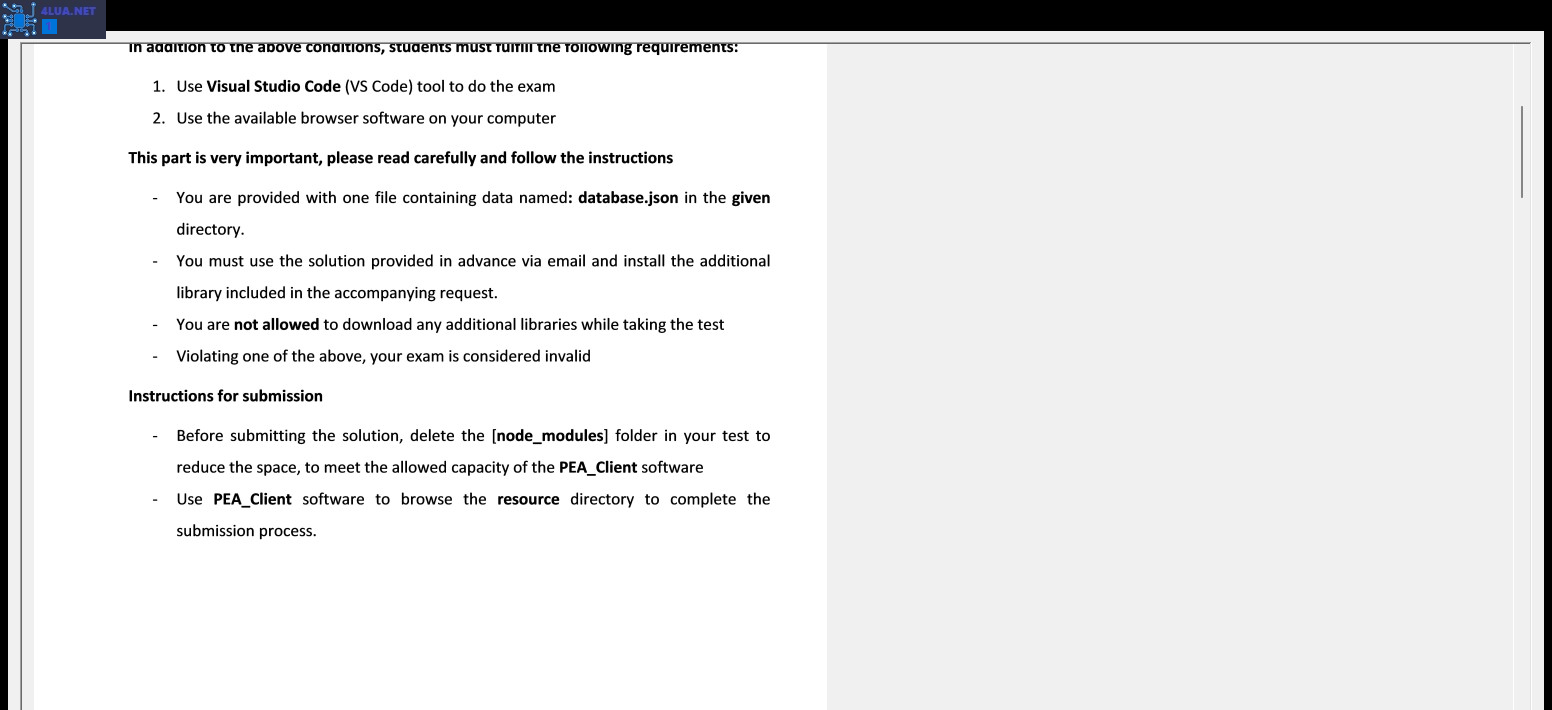 4LUA.NET
In addition to the above conditions, students must fulfill the following requirements:
1. Use Visual Studio Code (VS Code) tool to do the exam
2. Use the available browser software on your computer
This part is very important, please read carefully and follow the instructions
- You are provided with one file containing data named: database.json in the given
directory.
- You must use the solution provided in advance via email and install the additional
library included in the accompanying request.
- You are not allowed to download any additional libraries while taking the test
- Violating one of the above, your exam is considered invalid
Instructions for submission
- Before submitting the solution, delete the [node_modules] folder in your test to
reduce the space, to meet the allowed capacity of the PEA_Client software
- Use PEA_Client software to browse the resource directory to complete the
submission process.